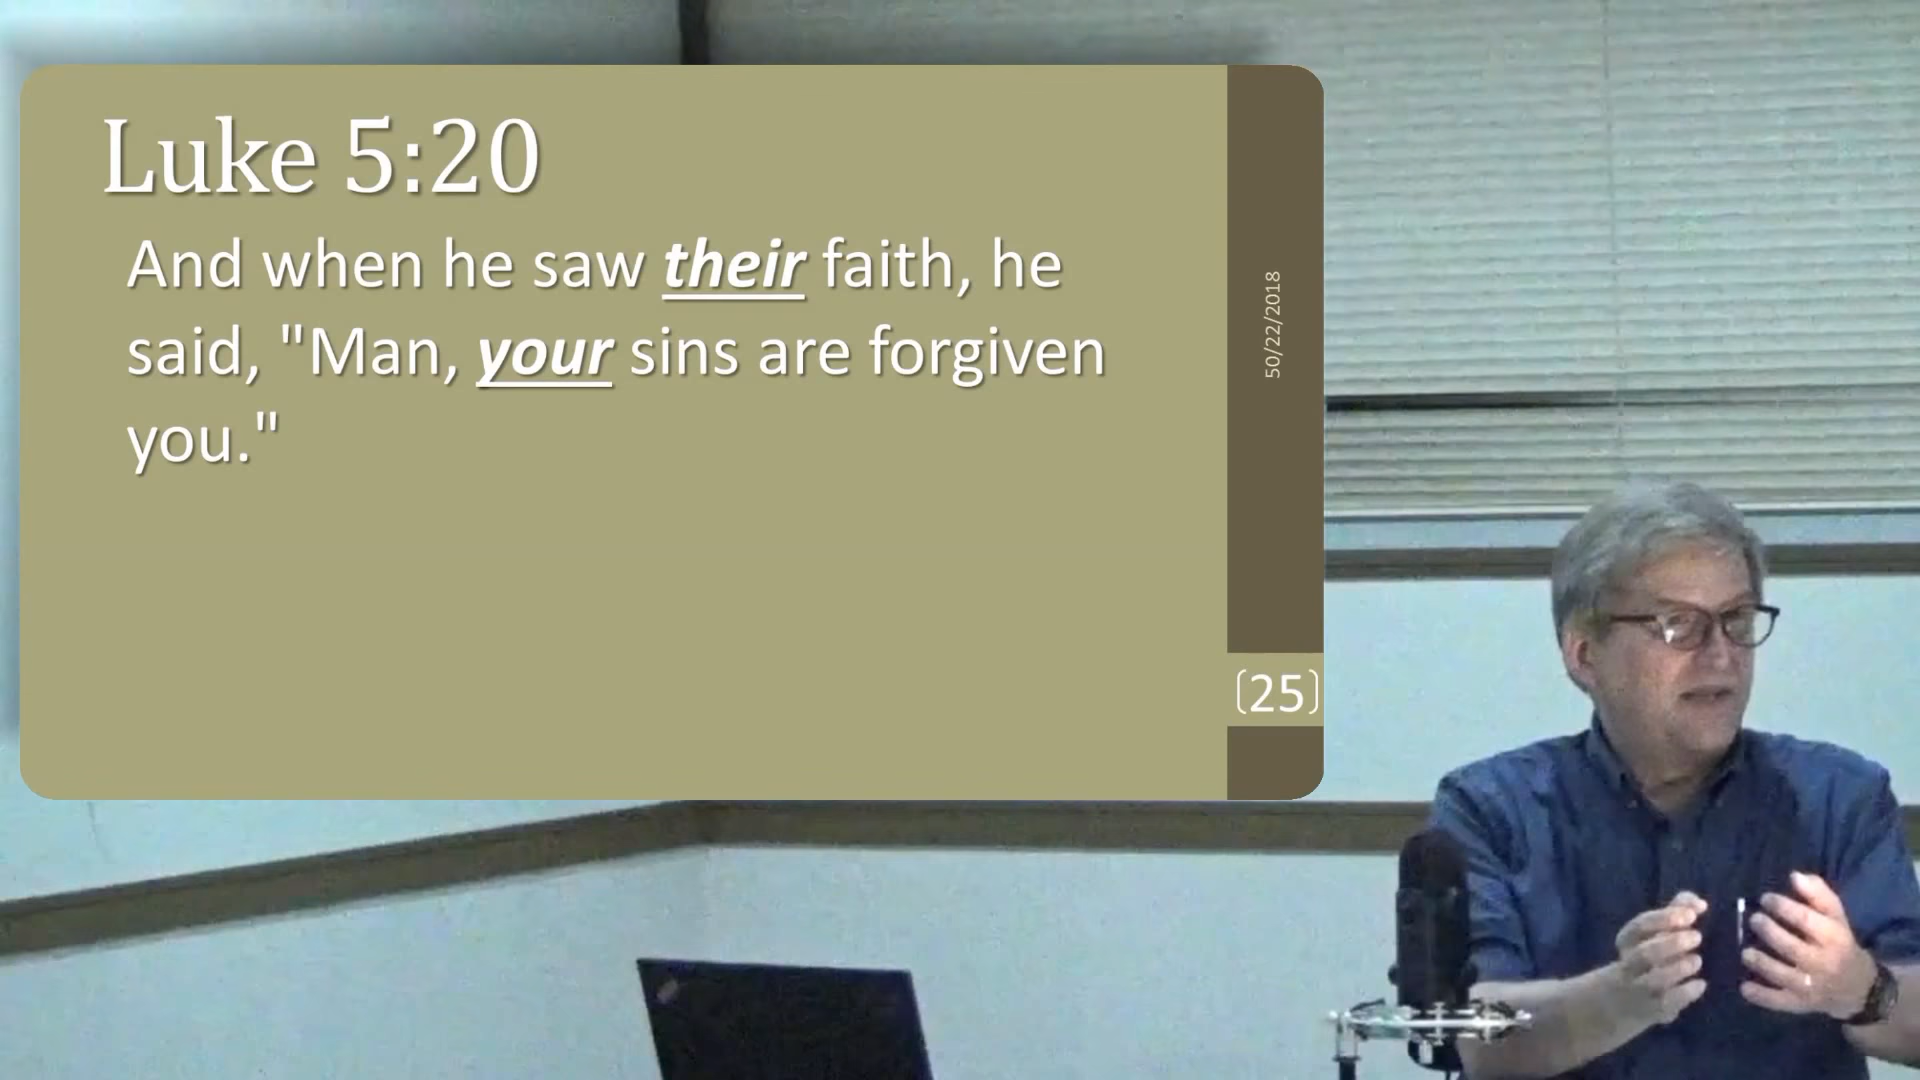 Luke 5:20
And when he saw their faith, he
said, "Man, your sins are forgiven
you."
50/22/2018
25